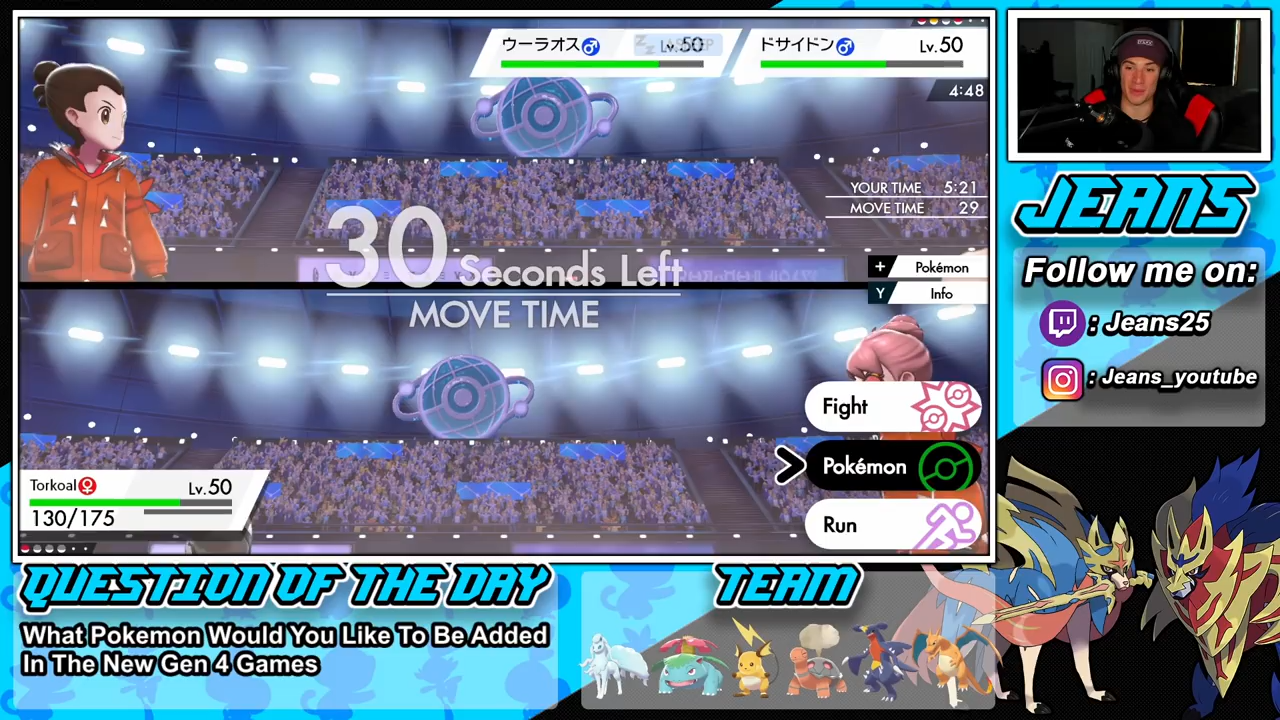 ウーラオス Lv.50
ドサイドン Lv.50
4:48
YOUR TIME 5:21
MOVE TIME 29
30 Seconds Left
MOVE TIME
+ Pokémon
Y Info
Fight
Pokémon
Run
Torkoal Lv.50
130/175
JEANS
Follow me on:
: Jeans25
: Jeans_youtube
QUESTION OF THE DAY
What Pokemon Would You Like To Be Added
In The New Gen 4 Games
TEAM